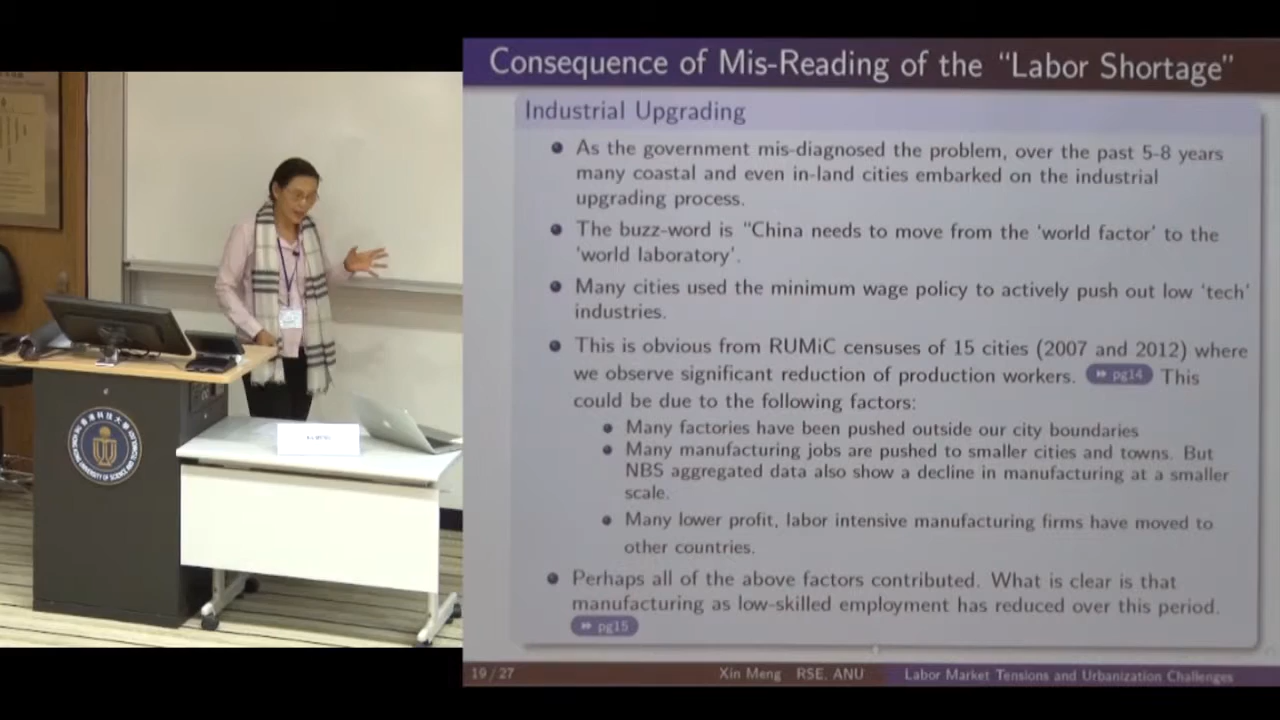 Consequence of Mis-Reading of the “Labor Shortage”
Industrial Upgrading
As the government mis-diagnosed the problem, over the past 5-8 years
many coastal and even in-land cities embarked on the industrial
upgrading process.
The buzz-word is “China needs to move from the ‘world factor’ to the
‘world laboratory’.
Many cities used the minimum wage policy to actively push out low ‘tech’
industries.
This is obvious from RUMiC censuses of 15 cities (2007 and 2012) where
we observe significant reduction of production workers. pg14 This
could be due to the following factors:
Many factories have been pushed outside our city boundaries
Many manufacturing jobs are pushed to smaller cities and towns. But
NBS aggregated data also show a decline in manufacturing at a smaller
scale.
Many lower profit, labor intensive manufacturing firms have moved to
other countries.
Perhaps all of the above factors contributed. What is clear is that
manufacturing as low-skilled employment has reduced over this period.
pg15
19 / 27 Xin Meng RSE, ANU Labor Market Tensions and Urbanization Challenges